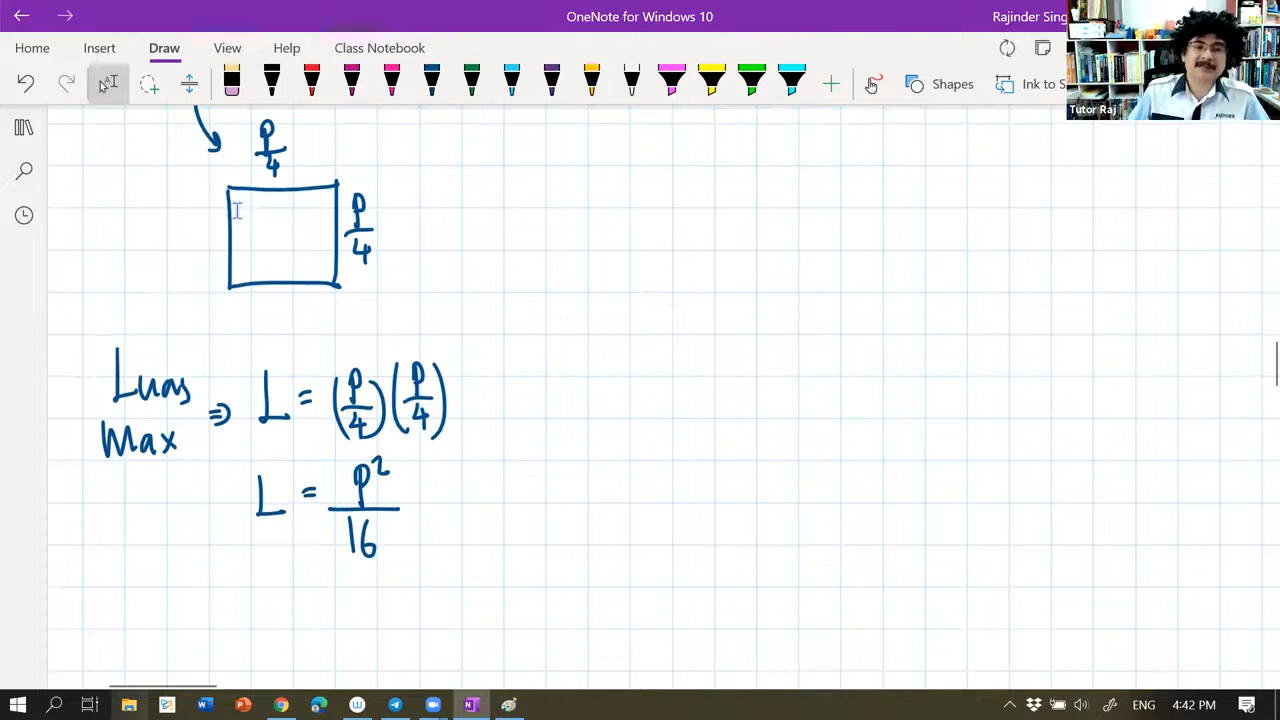 OneNote for Windows 10
Rajinder Sing
Home Insert Draw View Help Class Notebook
Shapes
Ink to S
RAJINDER
Tutor Raj
P
4
P
4
Luas
Max
⇒ L = (P/4)(P/4)
L = P²/16
ENG 4:42 PM